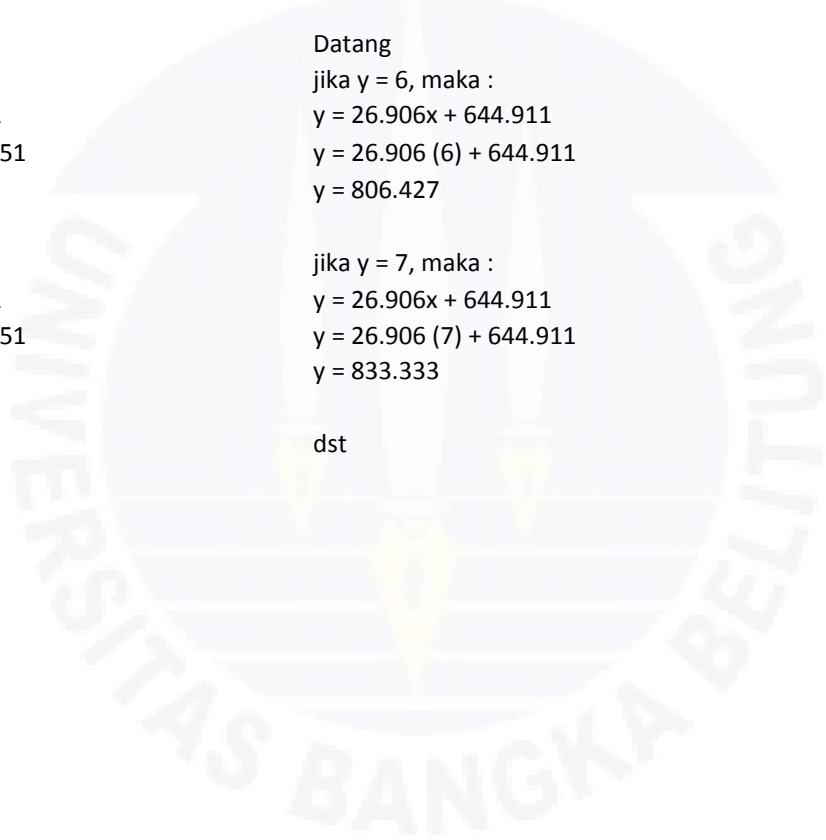 Datang
jika y = 6, maka :
y = 26.906x + 644.911
51
y = 26.906 (6) + 644.911
y = 806.427
jika y = 7, maka :
y = 26.906x + 644.911
51
y = 26.906 (7) + 644.911
y = 833.333
dst
UNIVERSITAS BANGKA BELITUNG